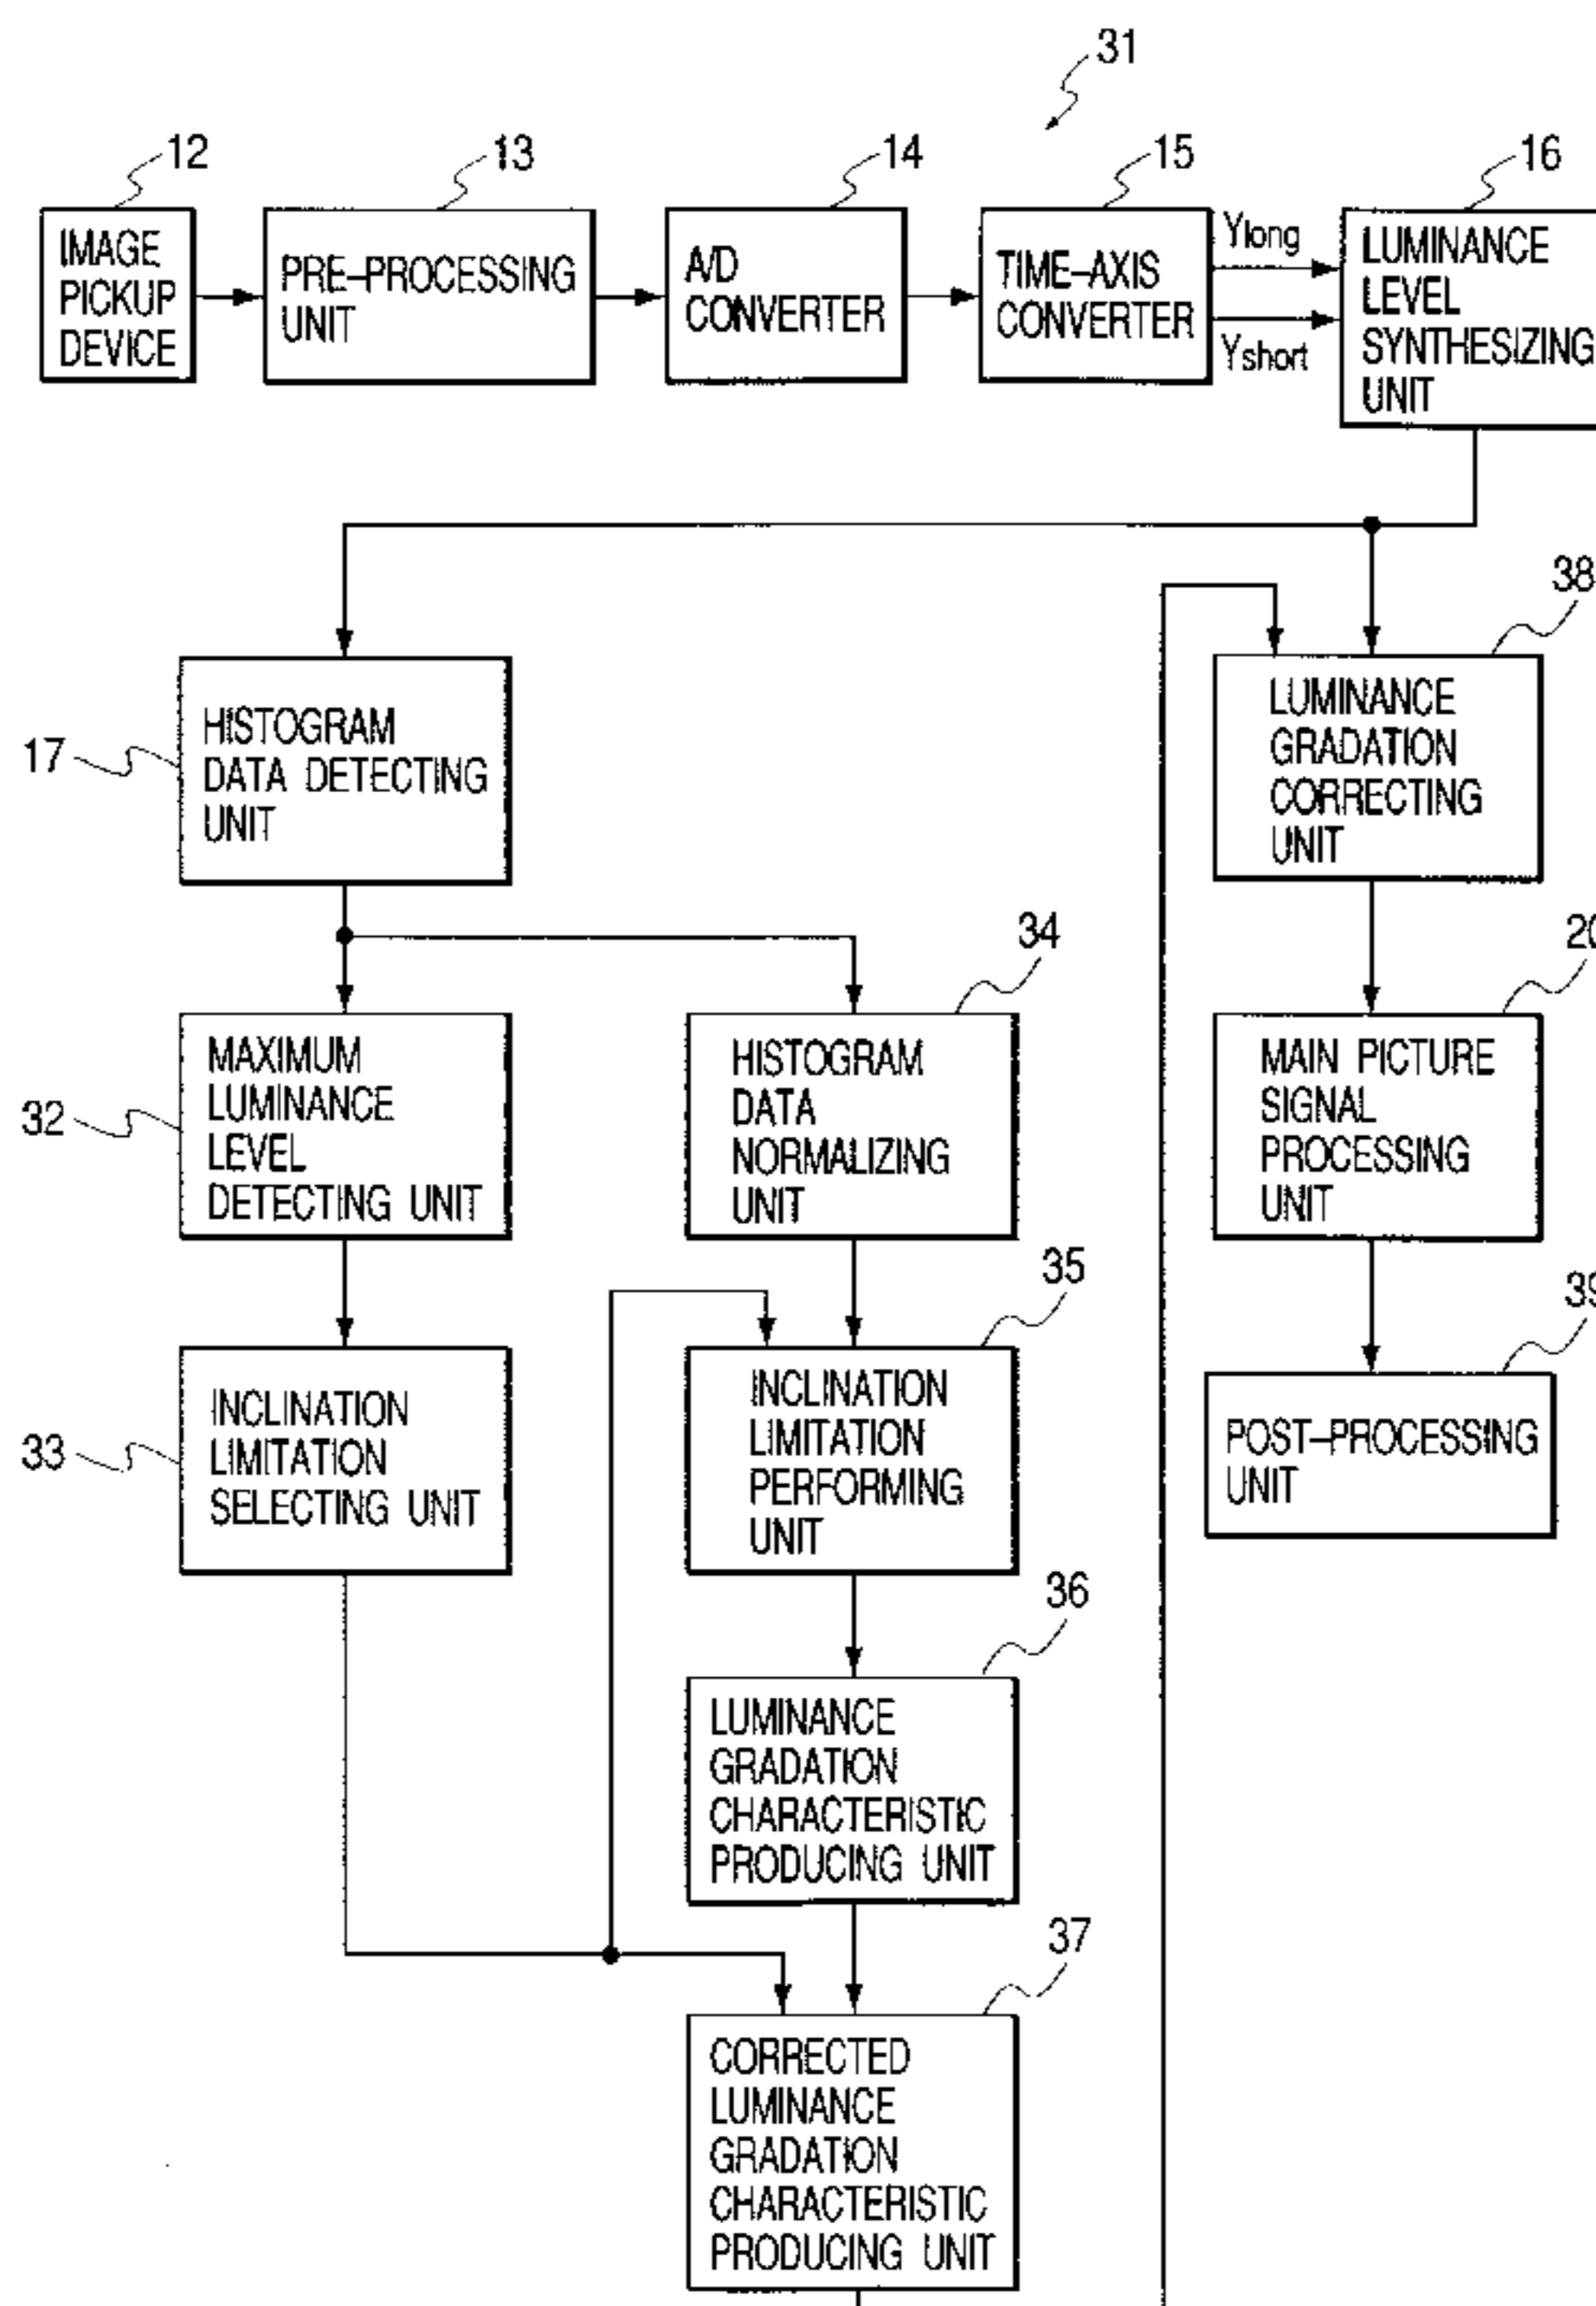 31
12
13
14
15
16
IMAGE
PICKUP
DEVICE
PRE-PROCESSING
UNIT
A/D
CONVERTER
TIME-AXIS
CONVERTER
Ylong
Yshort
LUMINANCE
LEVEL
SYNTHESIZING
UNIT
17
HISTOGRAM
DATA DETECTING
UNIT
38
LUMINANCE
GRADATION
CORRECTING
UNIT
32
MAXIMUM
LUMINANCE
LEVEL
DETECTING UNIT
34
HISTOGRAM
DATA
NORMALIZING
UNIT
20
MAIN PICTURE
SIGNAL
PROCESSING
UNIT
33
INCLINATION
LIMITATION
SELECTING UNIT
35
INCLINATION
LIMITATION
PERFORMING
UNIT
39
POST-PROCESSING
UNIT
36
LUMINANCE
GRADATION
CHARACTERISTIC
PRODUCING UNIT
37
CORRECTED
LUMINANCE
GRADATION
CHARACTERISTIC
PRODUCING UNIT